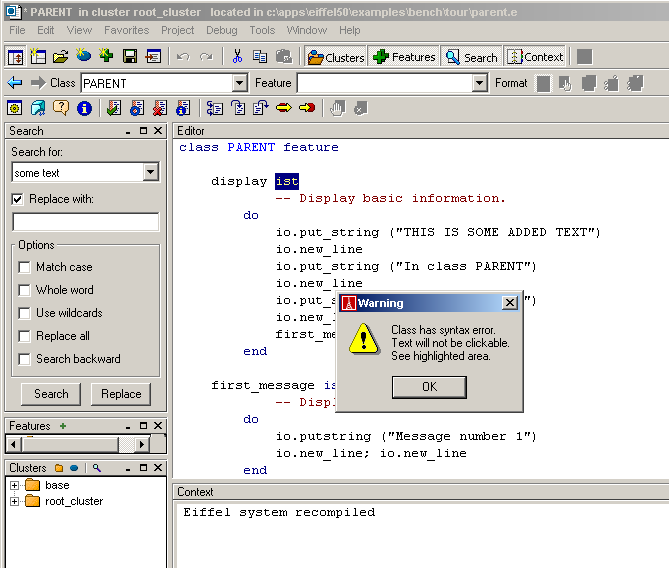 * PARENT in cluster root_cluster located in c:\apps\eiffel50\examples\bench\tour\parent.e
File Edit View Favorites Project Debug Tools Window Help
Clusters Features Search Context
Class PARENT Feature Format
Search
Search for:
some text
Replace with:
Options
Match case
Whole word
Use wildcards
Replace all
Search backward
Search Replace
Features
Clusters
base
root_cluster
Editor
class PARENT feature
display ist
-- Display basic information.
do
io.put_string ("THIS IS SOME ADDED TEXT")
io.new_line
io.put_string ("In class PARENT")
io.new_line
io.put_s ")
io.new_l
first_me
end
first_message is
-- Displ
do
io.putstring ("Message number 1")
io.new_line; io.new_line
end
Warning
Class has syntax error.
Text will not be clickable.
See highlighted area.
OK
Context
Eiffel system recompiled